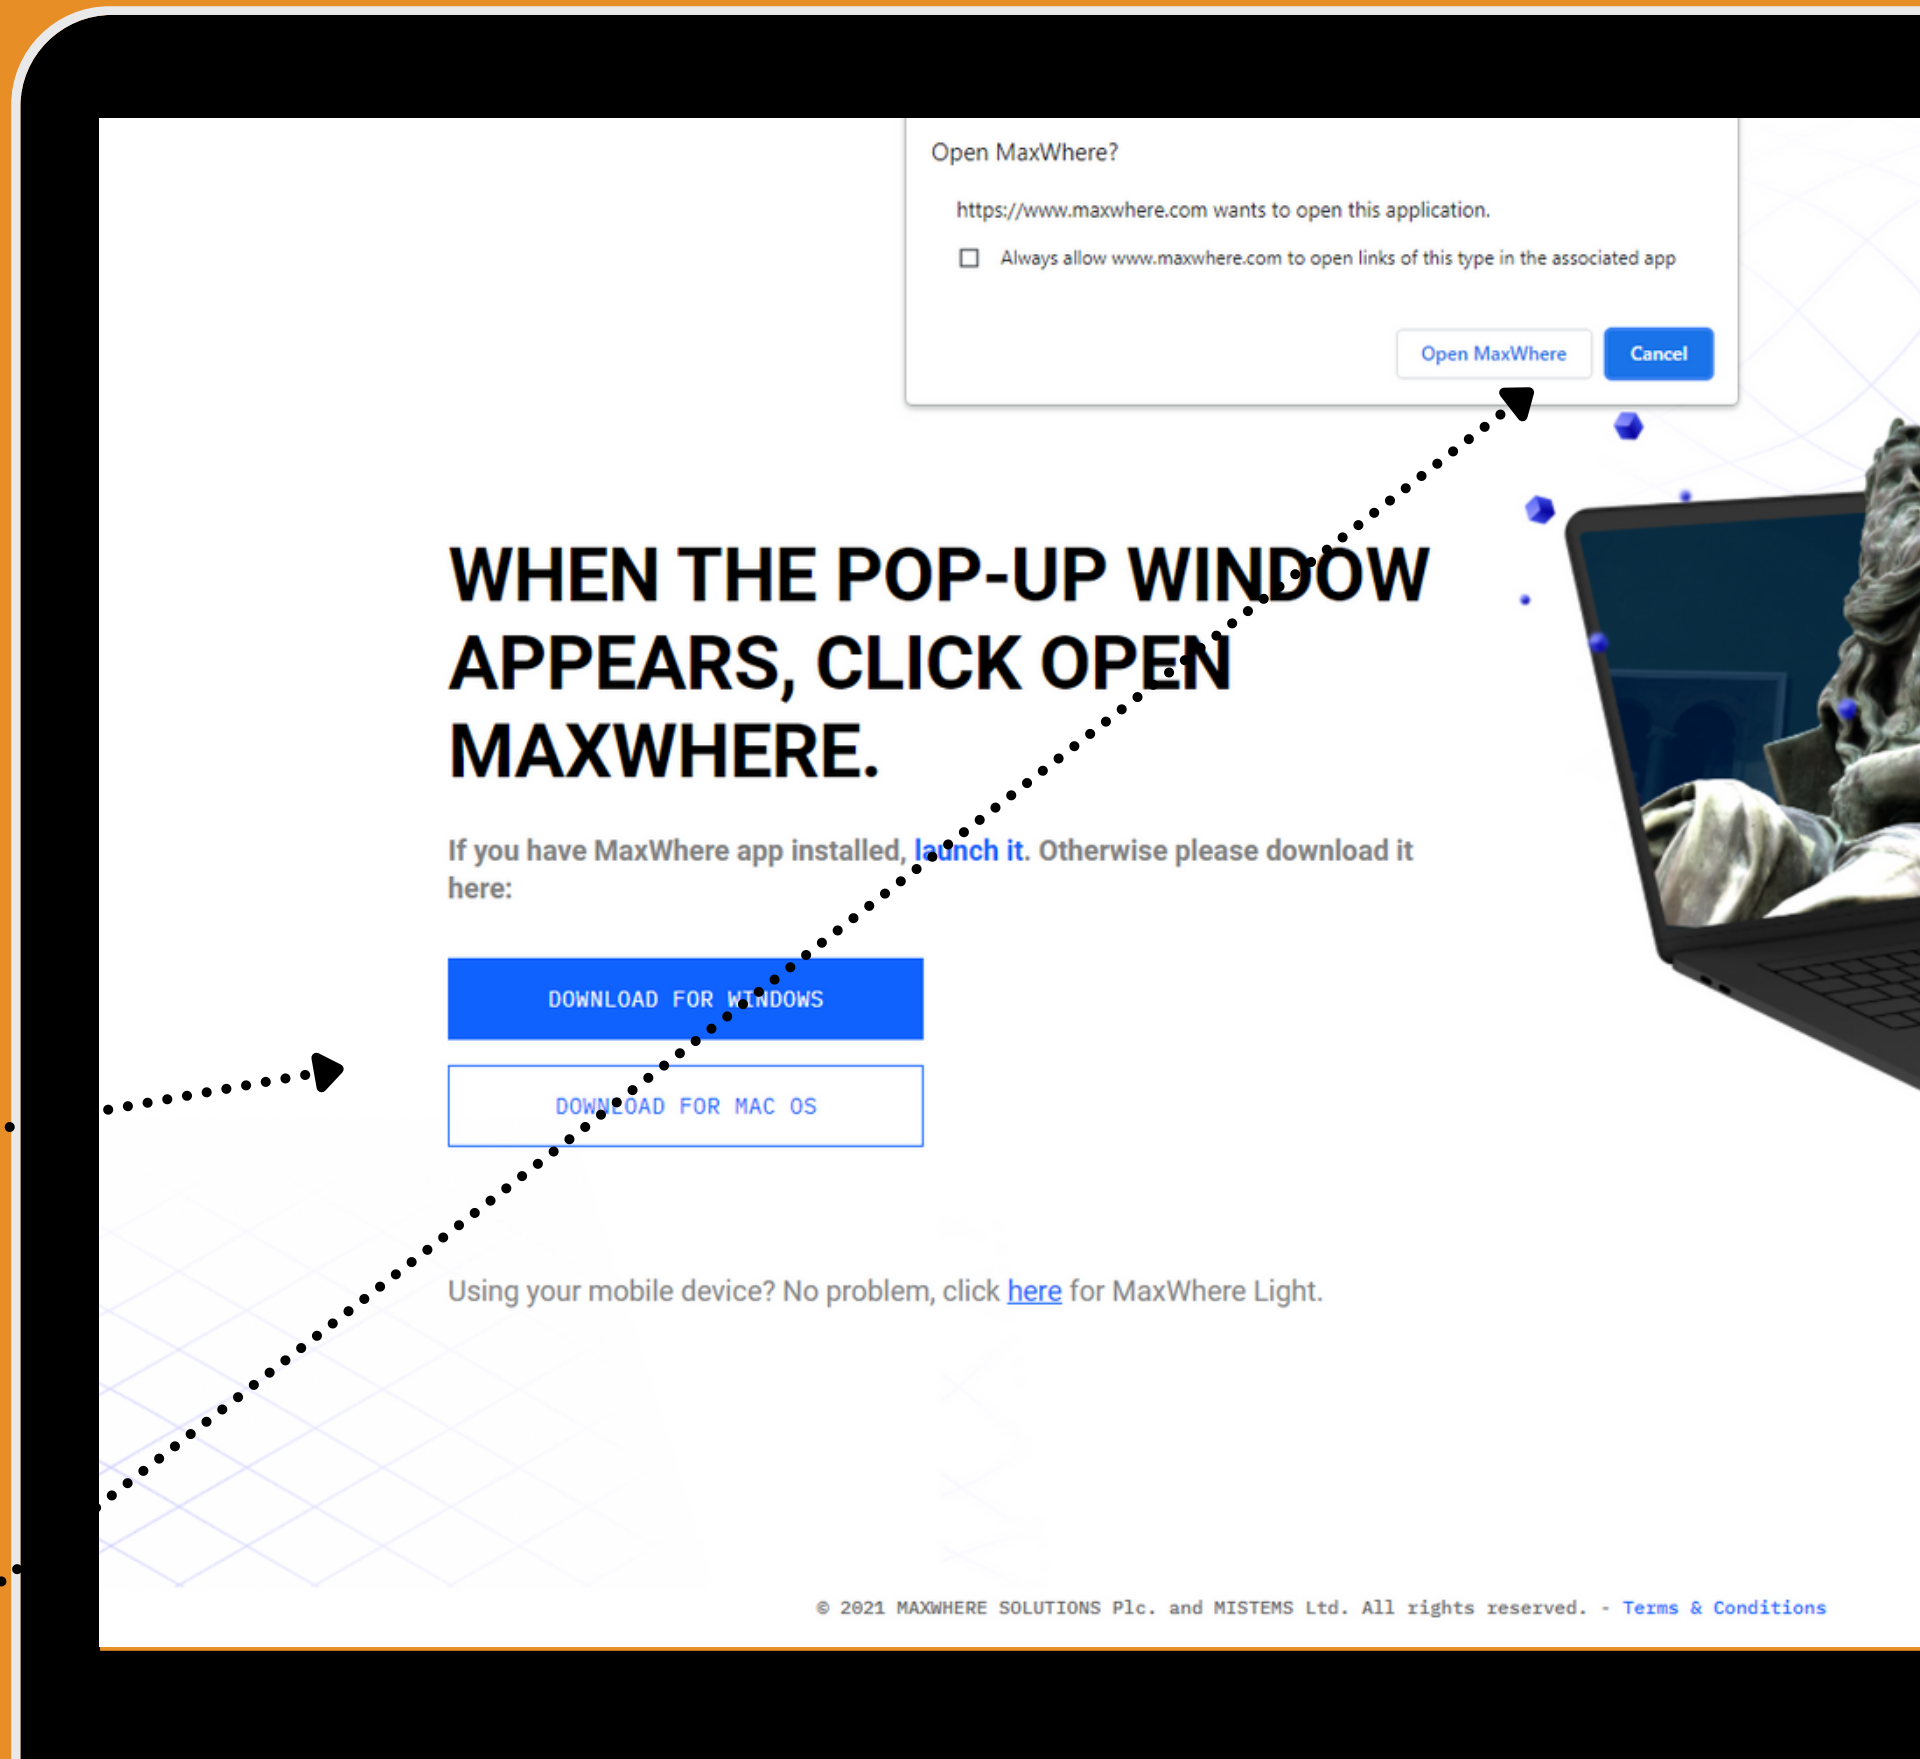 Open MaxWhere?
https://www.maxwhere.com wants to open this application.
Always allow www.maxwhere.com to open links of this type in the associated app
Open MaxWhere
Cancel
WHEN THE POP-UP WINDOW
APPEARS, CLICK OPEN
MAXWHERE.
If you have MaxWhere app installed, launch it. Otherwise please download it
here:
DOWNLOAD FOR WINDOWS
DOWNLOAD FOR MAC OS
Using your mobile device? No problem, click here for MaxWhere Light.
© 2021 MAXWHERE SOLUTIONS Plc. and MISTEMS Ltd. All rights reserved. - Terms & Conditions